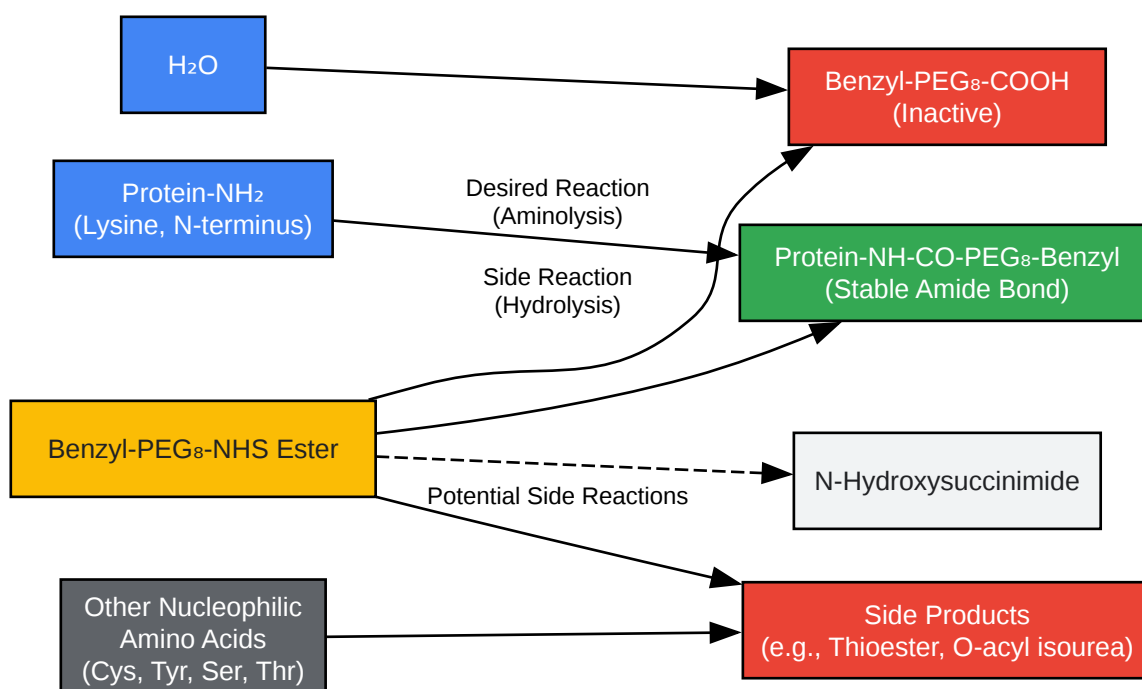 H₂O
Benzyl-PEG₈-COOH
(Inactive)
Protein-NH₂
(Lysine, N-terminus)
Desired Reaction
(Aminolysis)
Protein-NH-CO-PEG₈-Benzyl
(Stable Amide Bond)
Side Reaction
(Hydrolysis)
Benzyl-PEG₈-NHS Ester
N-Hydroxysuccinimide
Potential Side Reactions
Other Nucleophilic
Amino Acids
(Cys, Tyr, Ser, Thr)
Side Products
(e.g., Thioester, O-acyl isourea)